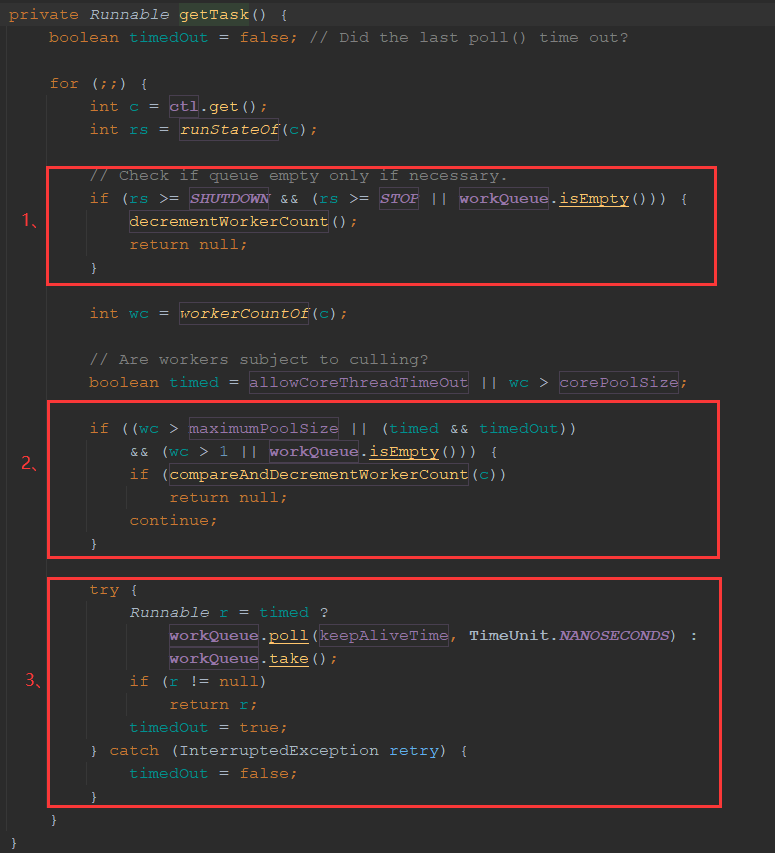 private Runnable getTask() {
    boolean timedOut = false; // Did the last poll() time out?

    for (;;) {
        int c = ctl.get();
        int rs = runStateOf(c);

        // Check if queue empty only if necessary.
1、        if (rs >= SHUTDOWN && (rs >= STOP || workQueue.isEmpty())) {
            decrementWorkerCount();
            return null;
        }

        int wc = workerCountOf(c);

        // Are workers subject to culling?
        boolean timed = allowCoreThreadTimeOut || wc > corePoolSize;

        if ((wc > maximumPoolSize || (timed && timedOut))
2、            && (wc > 1 || workQueue.isEmpty())) {
            if (compareAndDecrementWorkerCount(c))
                return null;
            continue;
        }

        try {
            Runnable r = timed ?
                workQueue.poll(keepAliveTime, TimeUnit.NANOSECONDS) :
                workQueue.take();
3、            if (r != null)
                return r;
            timedOut = true;
        } catch (InterruptedException retry) {
            timedOut = false;
        }
    }
}